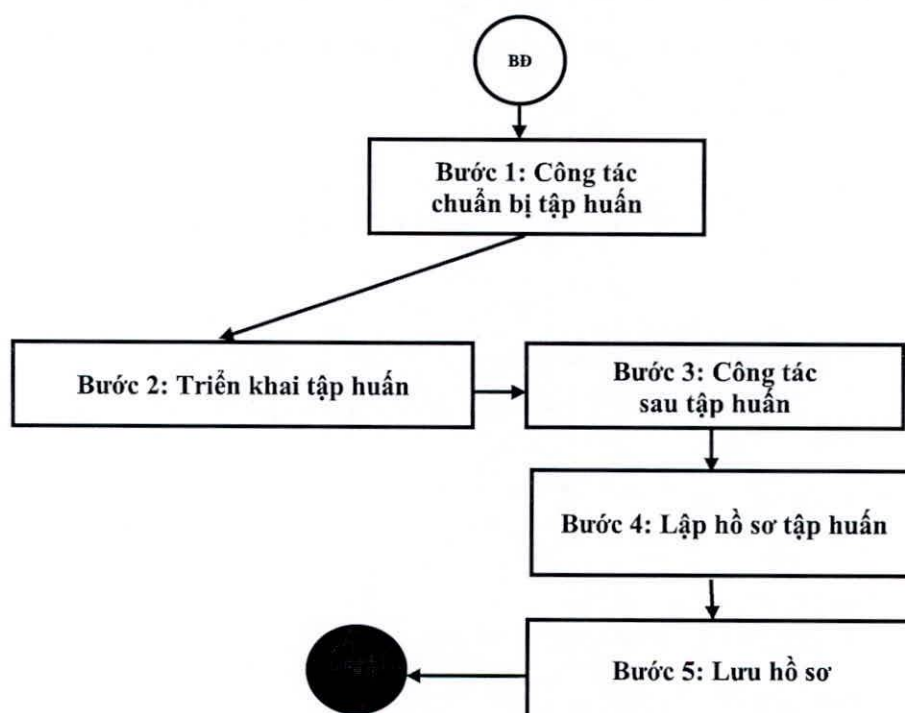 BĐ
Bước 1: Công tác
chuẩn bị tập huấn
Bước 2: Triển khai tập huấn
Bước 3: Công tác
sau tập huấn
Bước 4: Lập hồ sơ tập huấn
Bước 5: Lưu hồ sơ